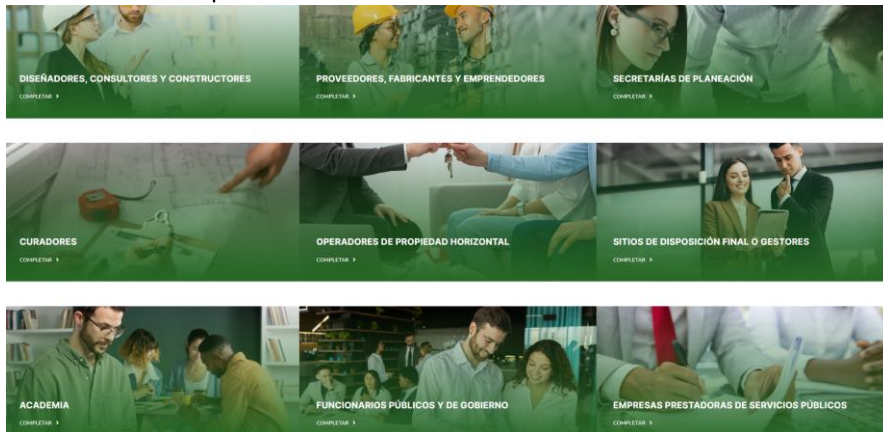 DISEÑADORES, CONSULTORES Y CONSTRUCTORES
COMPLETAR >
PROVEEDORES, FABRICANTES Y EMPRENDEDORES
COMPLETAR >
SECRETARÍAS DE PLANEACIÓN
COMPLETAR >
CURADORES
COMPLETAR >
OPERADORES DE PROPIEDAD HORIZONTAL
COMPLETAR >
SITIOS DE DISPOSICIÓN FINAL O GESTORES
COMPLETAR >
ACADEMIA
COMPLETAR >
FUNCIONARIOS PÚBLICOS Y DE GOBIERNO
COMPLETAR >
EMPRESAS PRESTADORAS DE SERVICIOS PÚBLICOS
COMPLETAR >